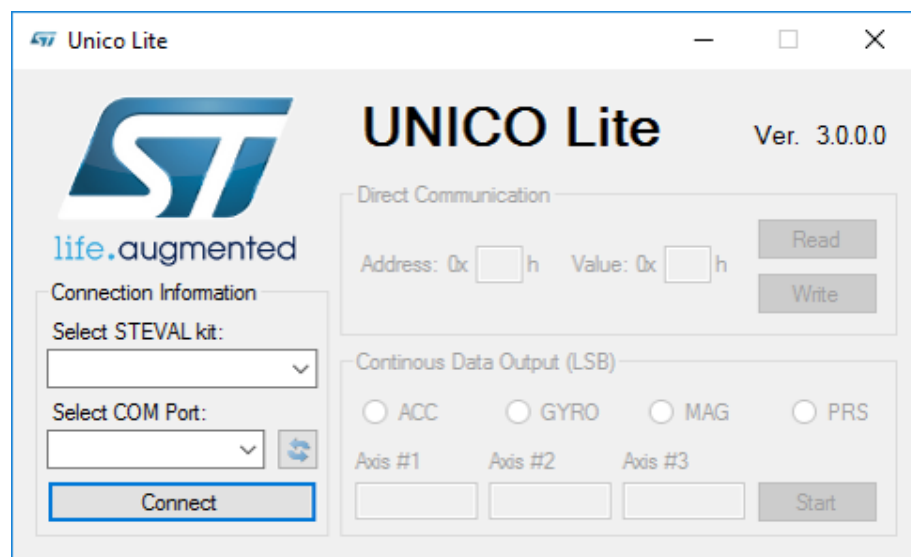 Unico Lite
ST
life.augmented
UNICO Lite
Ver. 3.0.0.0
Connection Information
Select STEVAL kit:
Select COM Port:
Connect
Direct Communication
Address: 0x h Value: 0x h
Read
Write
Continous Data Output (LSB)
ACC GYRO MAG PRS
Axis #1 Axis #2 Axis #3
Start